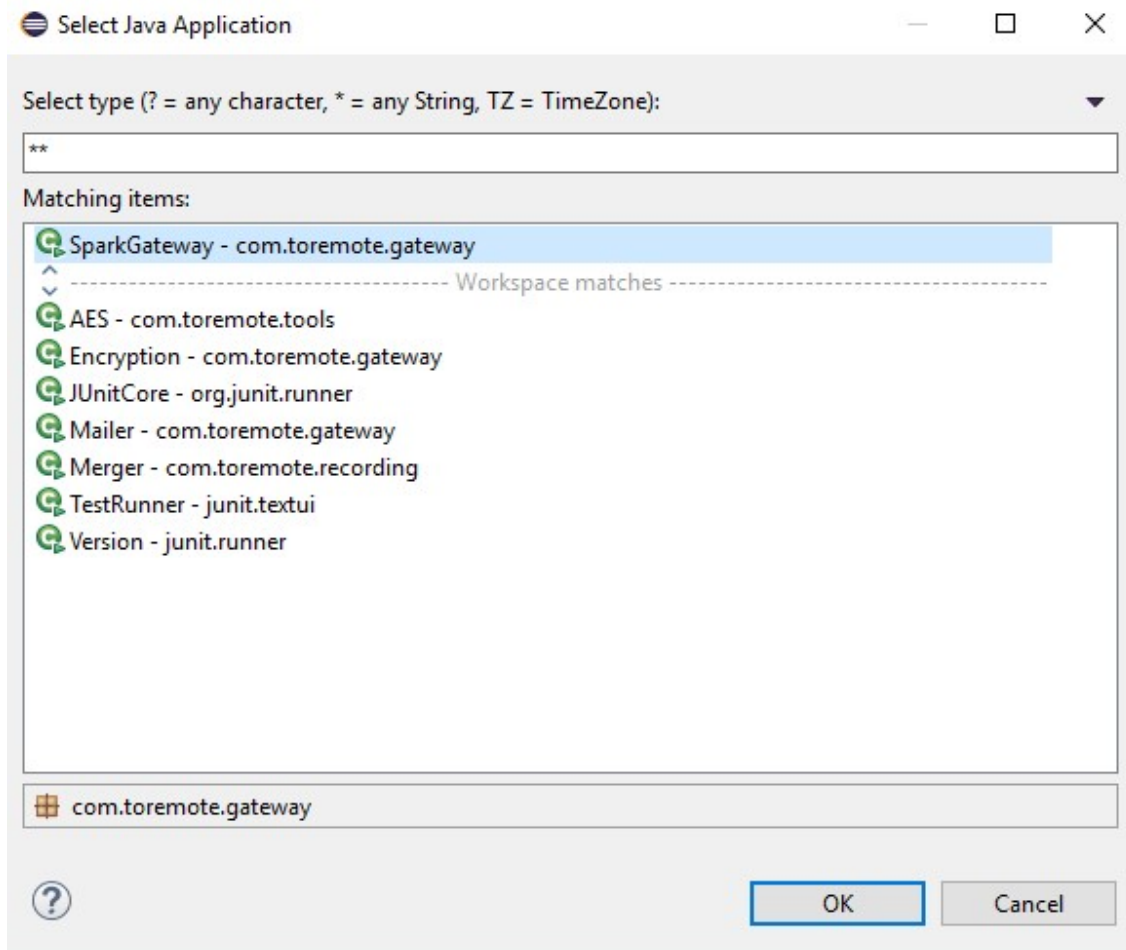 Select Java Application
Select type (? = any character, * = any String, TZ = TimeZone):
**
Matching items:
SparkGateway - com.toremote.gateway
--------------------------------------- Workspace matches ---------------------------------------
AES - com.toremote.tools
Encryption - com.toremote.gateway
JUnitCore - org.junit.runner
Mailer - com.toremote.gateway
Merger - com.toremote.recording
TestRunner - junit.textui
Version - junit.runner
com.toremote.gateway
? OK Cancel